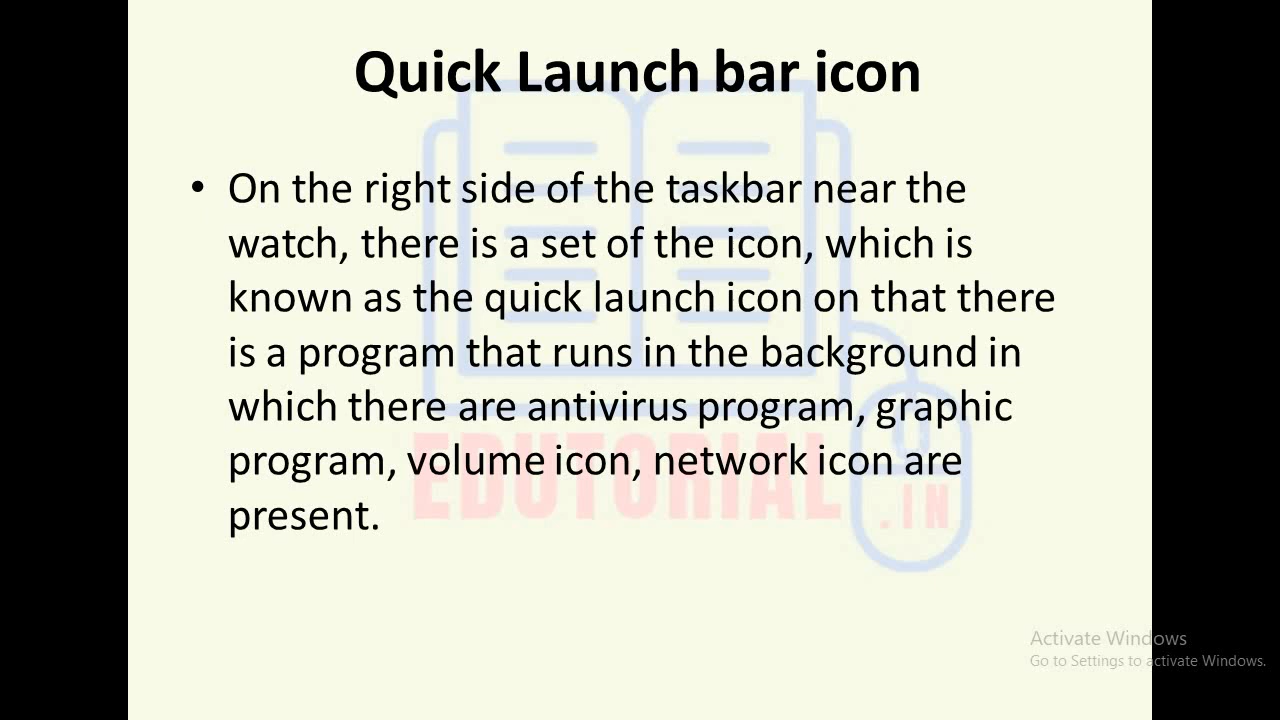 Quick Launch bar icon
• On the right side of the taskbar near the
watch, there is a set of the icon, which is
known as the quick launch icon on that there
is a program that runs in the background in
which there are antivirus program, graphic
program, volume icon, network icon are
present.
EDUTORIAL
.IN
Activate Windows
Go to Settings to activate Windows.